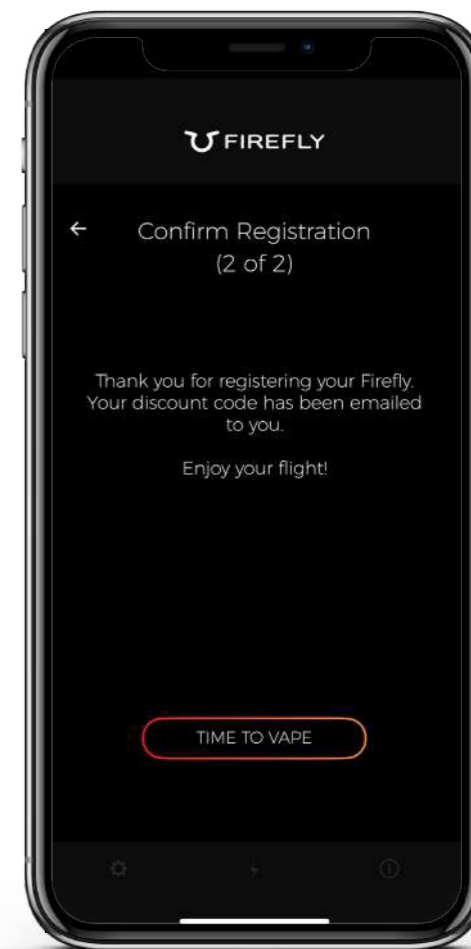 FIREFLY
Confirm Registration
(2 of 2)
Thank you for registering your Firefly.
Your discount code has been emailed
to you.
Enjoy your flight!
TIME TO VAPE